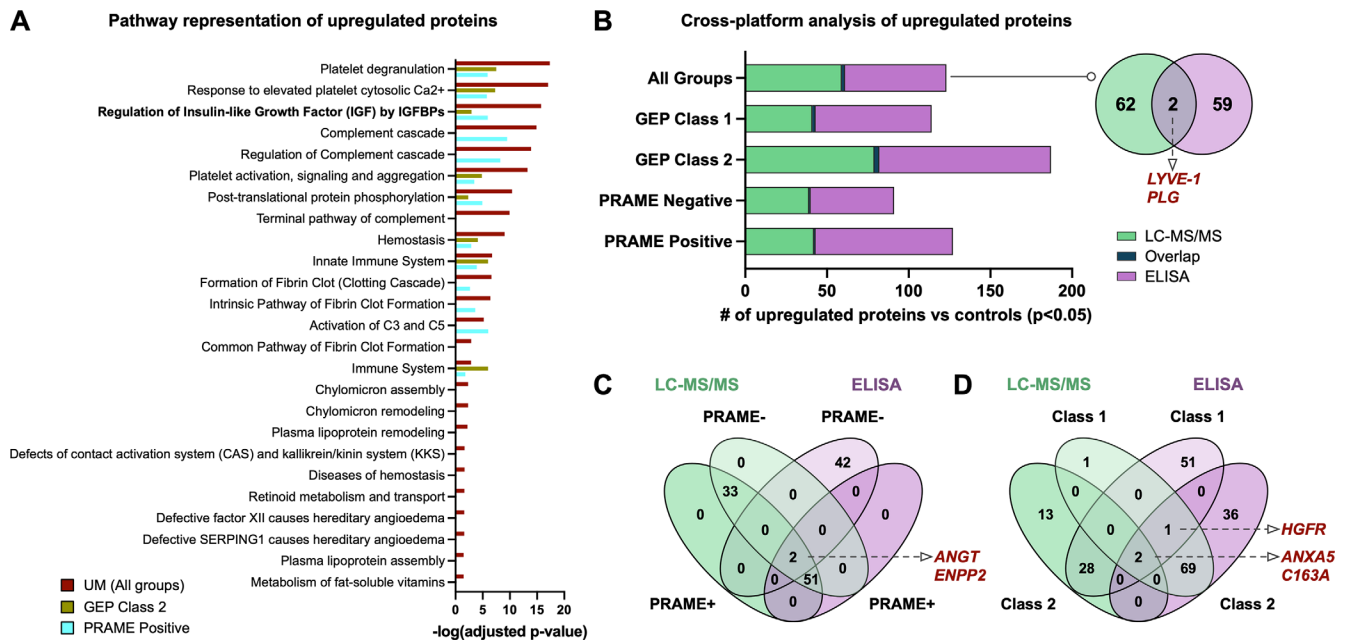 A
Pathway representation of upregulated proteins
Platelet degranulation
Response to elevated platelet cytosolic Ca2+
Regulation of Insulin-like Growth Factor (IGF) by IGFBPs
Complement cascade
Regulation of Complement cascade
Platelet activation, signaling and aggregation
Post-translational protein phosphorylation
Terminal pathway of complement
Hemostasis
Innate Immune System
Formation of Fibrin Clot (Clotting Cascade)
Intrinsic Pathway of Fibrin Clot Formation
Activation of C3 and C5
Common Pathway of Fibrin Clot Formation
Immune System
Chylomicron assembly
Chylomicron remodeling
Plasma lipoprotein remodeling
Defects of contact activation system (CAS) and kallikrein/kinin system (KKS)
Diseases of hemostasis
Retinoid metabolism and transport
Defective factor XII causes hereditary angioedema
Defective SERPING1 causes hereditary angioedema
Plasma lipoprotein assembly
Metabolism of fat-soluble vitamins
UM (All groups)
GEP Class 2
PRAME Positive
0 5 10 15 20
-log(adjusted p-value)
B
Cross-platform analysis of upregulated proteins
All Groups
GEP Class 1
GEP Class 2
PRAME Negative
PRAME Positive
0 50 100 150 200
# of upregulated proteins vs controls (p<0.05)
62 2 59
LYVE-1
PLG
LC-MS/MS
Overlap
ELISA
C
LC-MS/MS ELISA
PRAME- PRAME-
0 42
33 0 0
0 0 0 0
2
0 0 51 0
0
PRAME+ PRAME+
ANGT
ENPP2
D
LC-MS/MS ELISA
Class 1 Class 1
1 51
0 0 0
13 0 1 36
2
28 0 0 69
0
Class 2 Class 2
HGFR
ANXA5
C163A